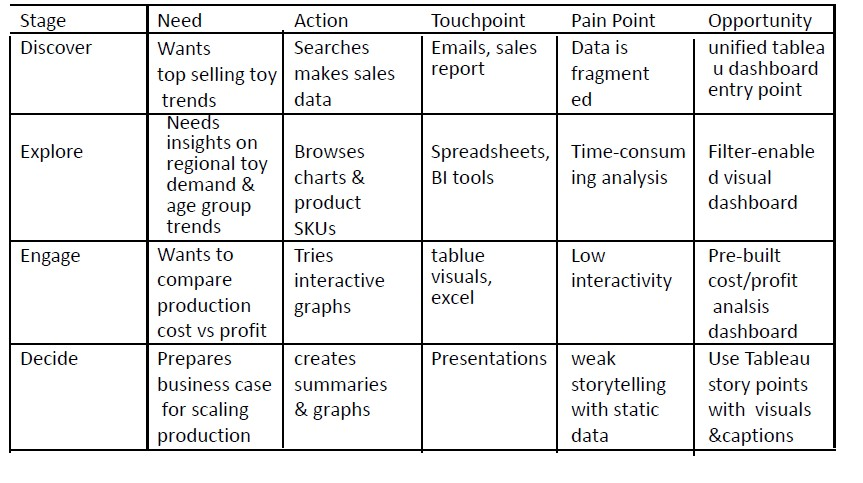 Stage Need Action Touchpoint Pain Point Opportunity
Discover
Wants
top selling toy
trends
Searches
makes sales
data
Emails, sales
report
Data is
fragment
ed
unified tablea
u dashboard
entry point
Explore
Needs
insights on
regional toy
demand &
age group
trends
Browses
charts &
product
SKUs
Spreadsheets,
BI tools
Time-consum
ing analysis
Filter-enable
d visual
dashboard
Engage
Wants to
compare
production
cost vs profit
Tries
interactive
graphs
tablue
visuals,
excel
Low
interactivity
Pre-built
cost/profit
analsis
dashboard
Decide
Prepares
business case
for scaling
production
creates
summaries
& graphs
Presentations
weak
storytelling
with static
data
Use Tableau
story points
with visuals
&captions